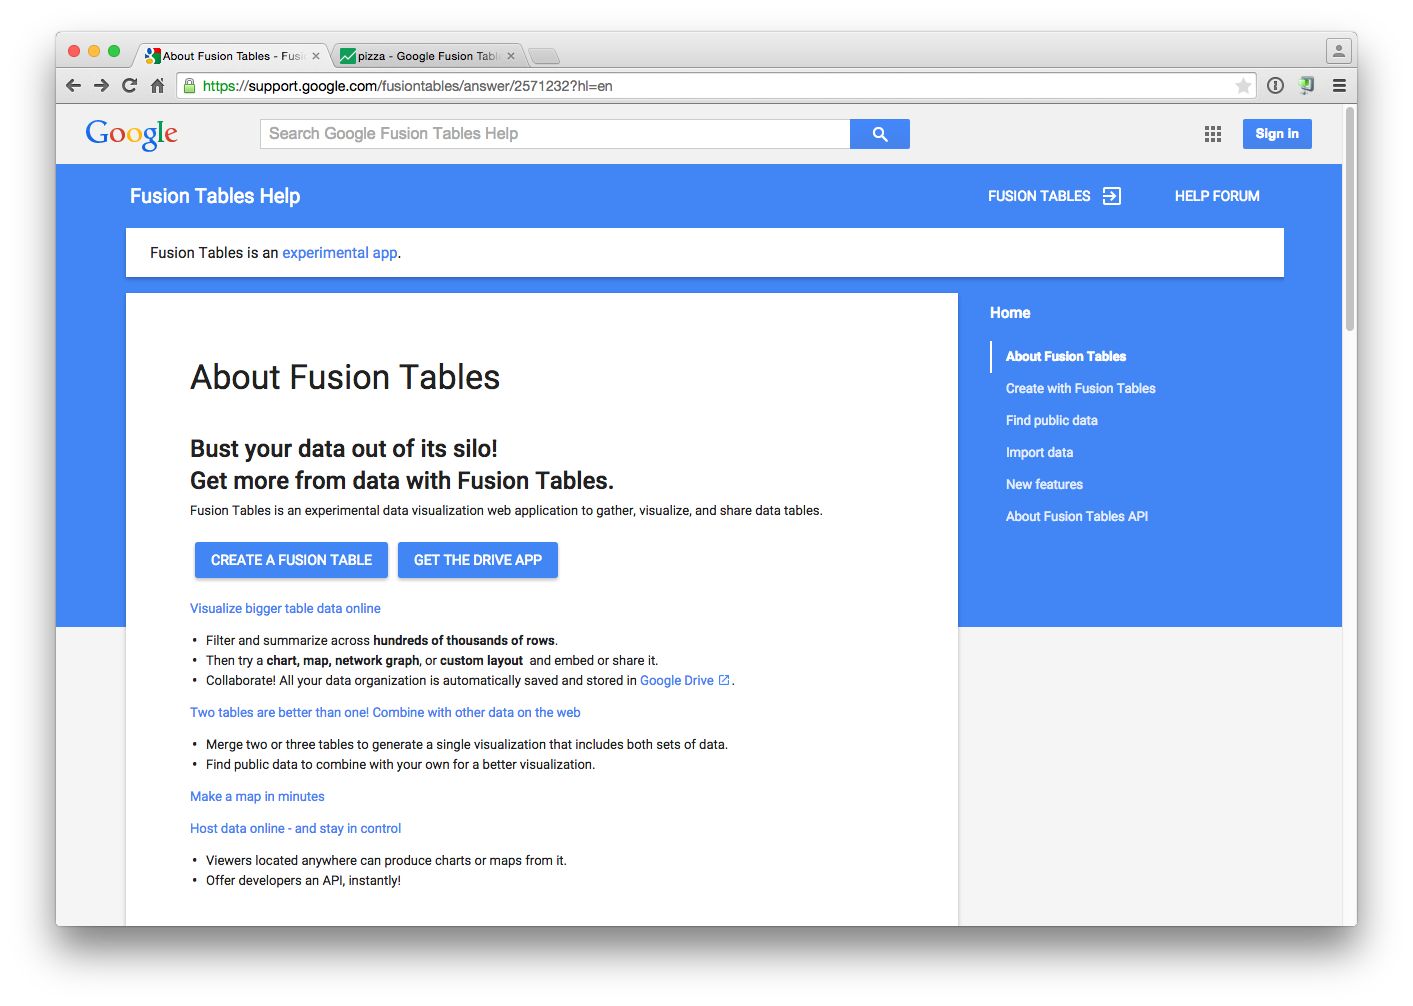 About Fusion Tables - Fusi
pizza - Google Fusion Tabl
https://support.google.com/fusiontables/answer/2571232?hl=en
Google
Search Google Fusion Tables Help
Sign In
Fusion Tables Help
FUSION TABLES
HELP FORUM
Fusion Tables is an experimental app.
Home
About Fusion Tables
Create with Fusion Tables
Find public data
Import data
New features
About Fusion Tables API
About Fusion Tables
Bust your data out of its silo!
Get more from data with Fusion Tables.
Fusion Tables is an experimental data visualization web application to gather, visualize, and share data tables.
CREATE A FUSION TABLE
GET THE DRIVE APP
Visualize bigger table data online
• Filter and summarize across hundreds of thousands of rows.
• Then try a chart, map, network graph, or custom layout and embed or share it.
• Collaborate! All your data organization is automatically saved and stored in Google Drive .
Two tables are better than one! Combine with other data on the web
• Merge two or three tables to generate a single visualization that includes both sets of data.
• Find public data to combine with your own for a better visualization.
Make a map in minutes
Host data online - and stay in control
• Viewers located anywhere can produce charts or maps from it.
• Offer developers an API, instantly!